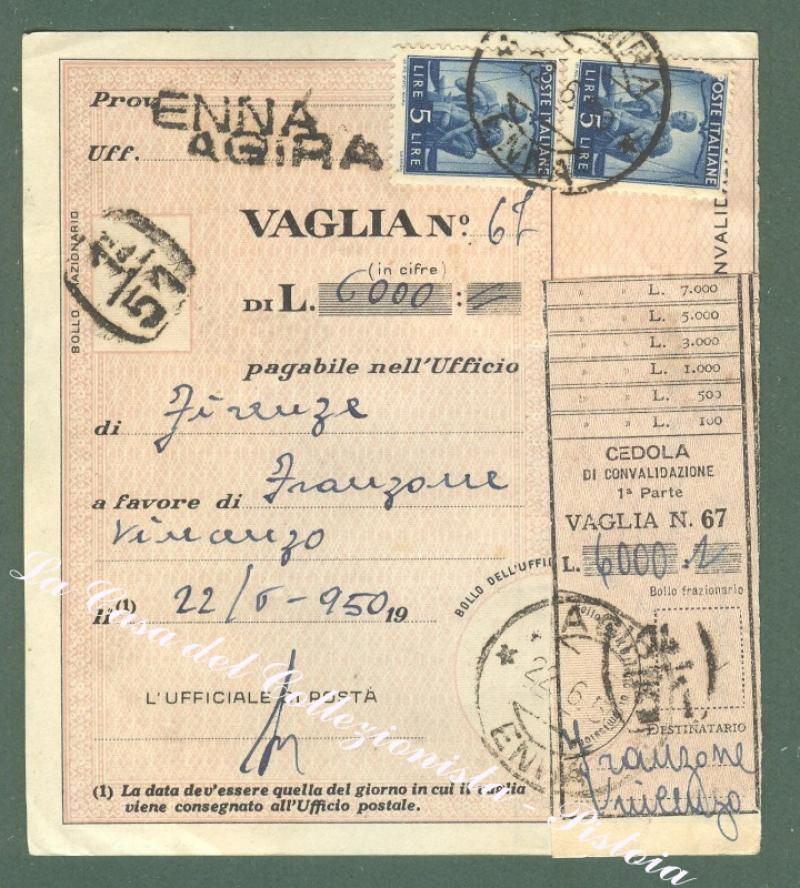 Prov. ENNA
Uff. AGIRA
LIRE 5 LIRE
POSTE ITALIANE
LIRE 5 LIRE
POSTE ITALIANE
ENNA
BOLLO FRAZIONARIO
VAGLIA Nº. 67
(in cifre)
DI L. 6000 :=
pagabile nell'Ufficio
di Firenze
a favore di Franzone
Vincenzo
Il (1) 22/6-950 19
BOLLO DELL'UFFIC
L'UFFICIALE DI POSTA
(1) La data dev'essere quella del giorno in cui il vaglia
viene consegnato all'Ufficio postale.
" " L. 7.000
" " L. 5.000
" " L. 3.000
" " L. 1.000
" " L. 500
" " L. 100
CEDOLA
DI CONVALIDAZIONE
1ª Parte
VAGLIA N. 67
L. 6000
Bollo frazionario
ENNA
DESTINATARIO
Franzone
Vincenzo
La Casa del Collezionista - Pistoia